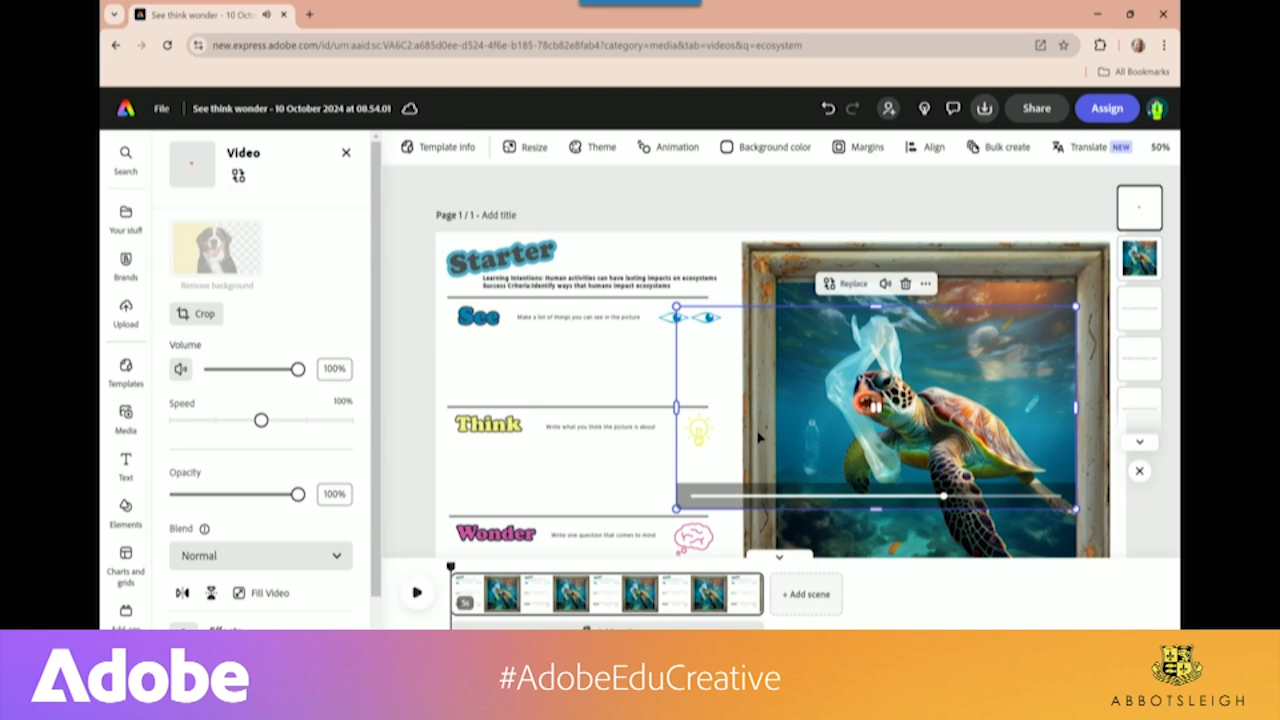 See think wonder - 10 Octo
new.express.adobe.com/id/urn:aaid:sc:VA6C2:a685d0ee-d524-4f6e-b185-78cb82e8fab4?category=media&tab=videos&q=ecosystem
All Bookmarks
File
See think wonder - 10 October 2024 at 08.54.01
Share
Assign
Search
Your stuff
Brands
Upload
Templates
Media
Text
Elements
Charts and grids
Video
Remove background
Crop
Volume
100%
Speed
100%
Opacity
100%
Blend
Normal
Fill Video
Template info
Resize
Theme
Animation
Background color
Margins
Align
Bulk create
Translate
NEW
50%
Page 1 / 1 - Add title
Starter
Learning Intentions: Human activities can have lasting impacts on ecosystems
Success Criteria:Identify ways that humans impact ecosystems
See
Make a list of things you can see in the picture
Think
Write what you think the picture is about
Wonder
Write one question that comes to mind
Replace
5s
+ Add scene
Adobe
#AdobeEduCreative
ABBOTSLEIGH